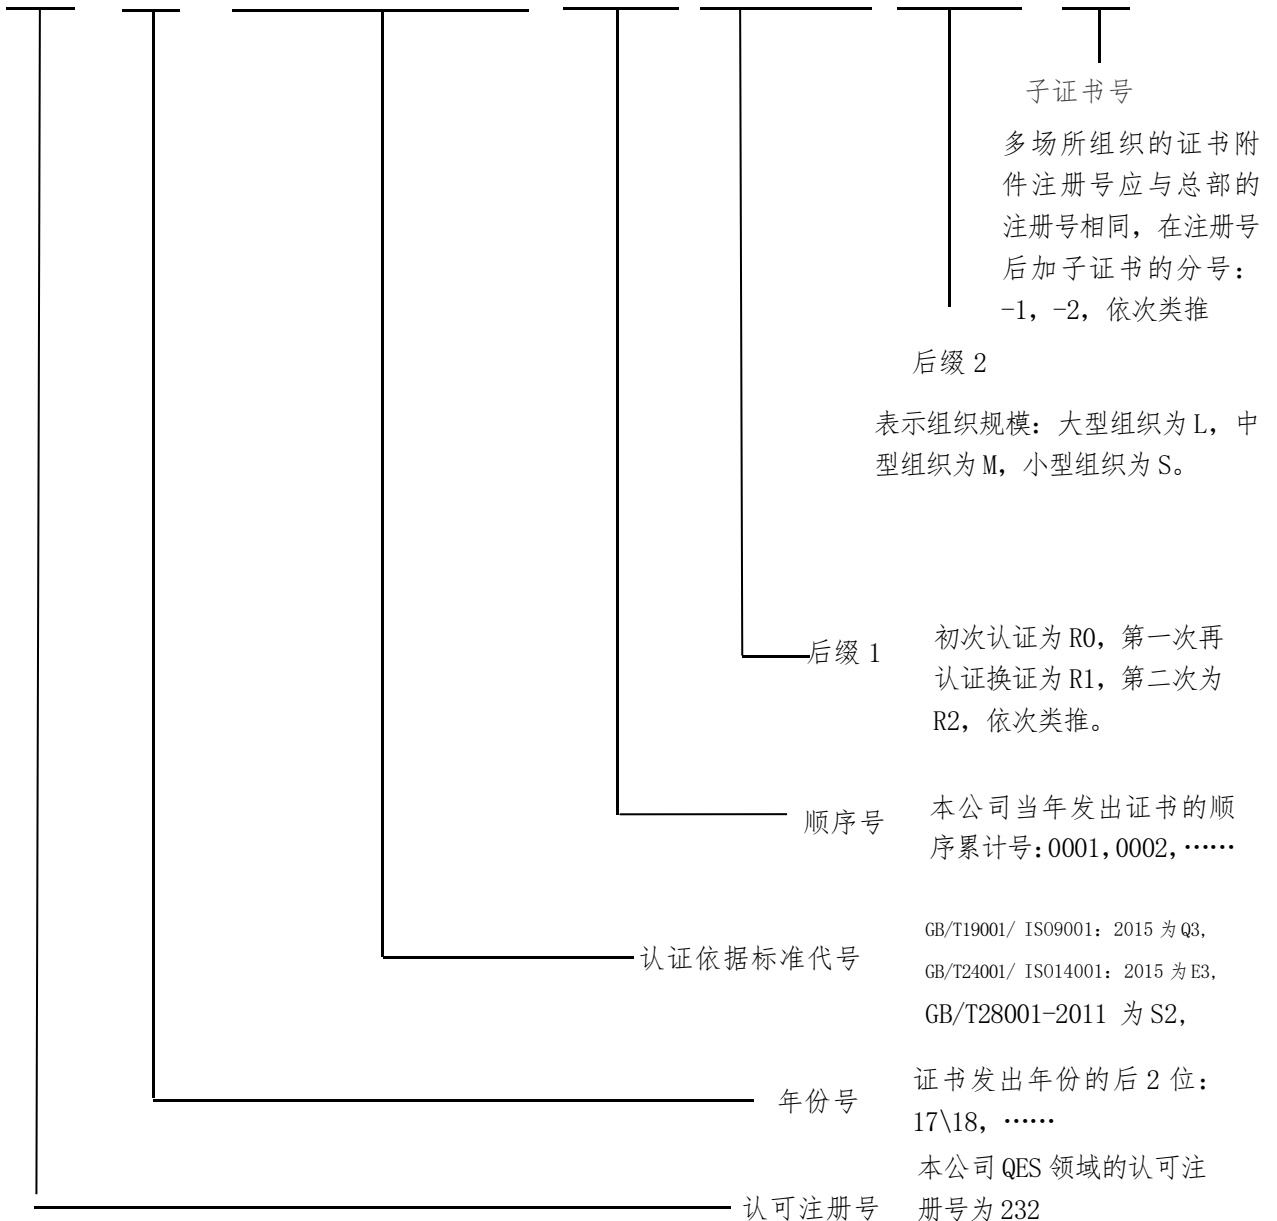 子证书号
多场所组织的证书附
件注册号应与总部的
注册号相同，在注册号
后加子证书的分号：
-1，-2，依次类推
后缀 2
表示组织规模：大型组织为 L，中
型组织为 M，小型组织为 S。
后缀 1
初次认证为 R0，第一次再
认证换证为 R1，第二次为
R2，依次类推。
顺序号
本公司当年发出证书的顺
序累计号:0001,0002,……
认证依据标准代号
GB/T19001/ ISO9001：2015 为 Q3，
GB/T24001/ ISO14001：2015 为 E3，
GB/T28001-2011 为 S2，
年份号
证书发出年份的后 2 位：
17\18，……
认可注册号
本公司 QES 领域的认可注
册号为 232